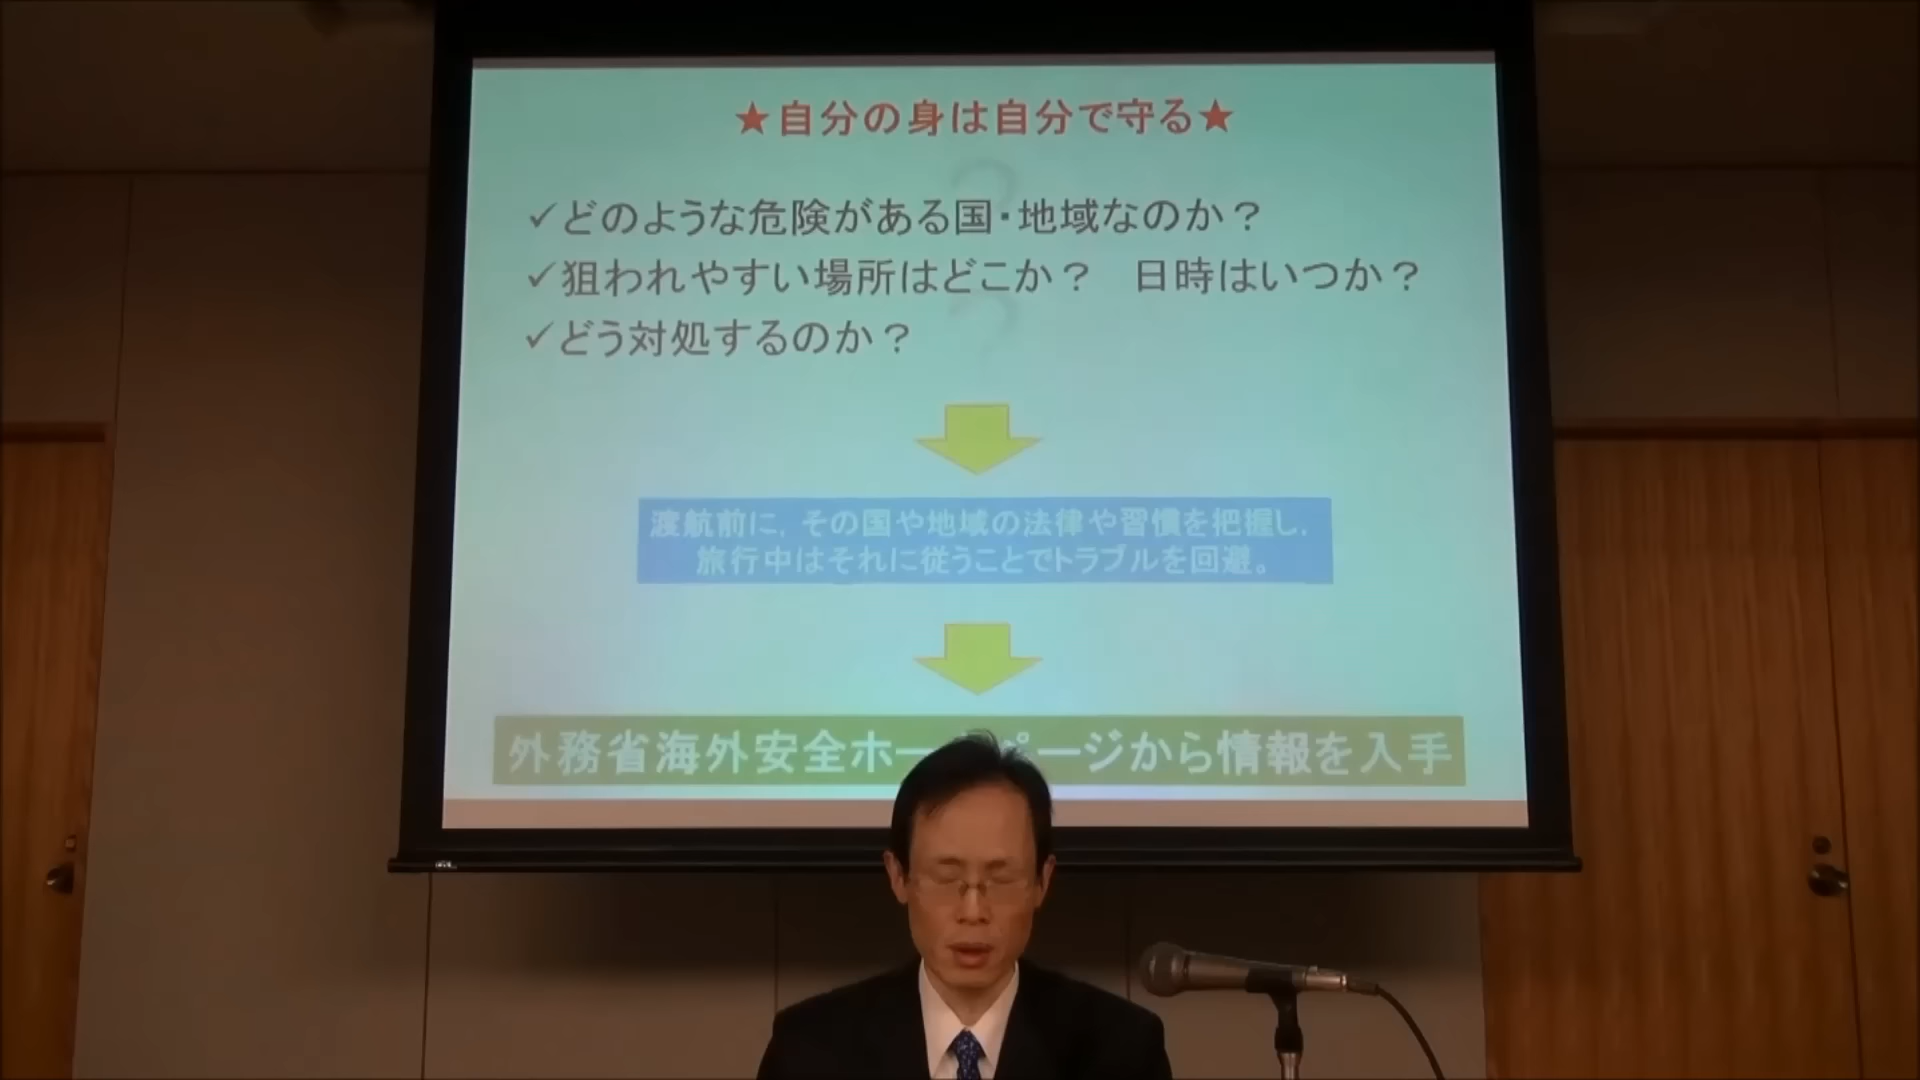 ★自分の身は自分で守る★
✓どのような危険がある国・地域なのか？
✓狙われやすい場所はどこか？　日時はいつか？
✓どう対処するのか？
渡航前に，その国や地域の法律や習慣を把握し，
旅行中はそれに従うことでトラブルを回避。
外務省海外安全ホームページから情報を入手